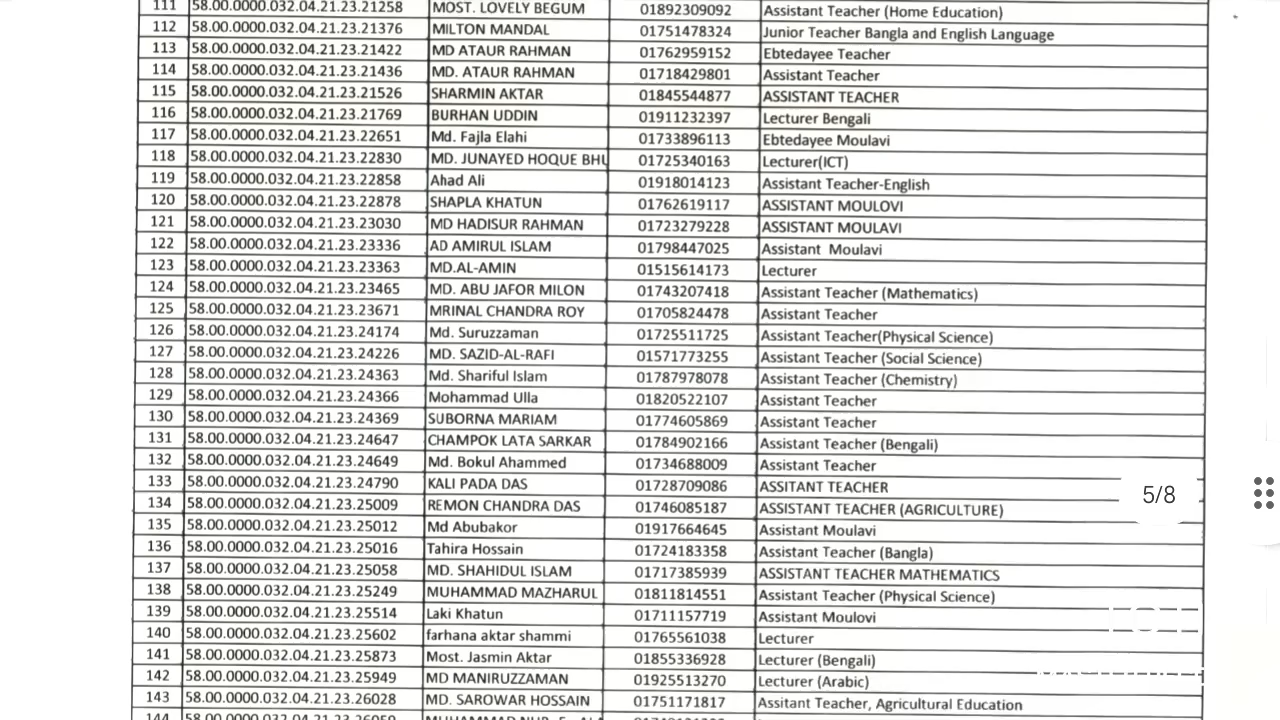 111 58.00.0000.032.04.21.23.21258 MOST. LOVELY BEGUM 01892309092 Assistant Teacher (Home Education)
112 58.00.0000.032.04.21.23.21376 MILTON MANDAL 01751478324 Junior Teacher Bangla and English Language
113 58.00.0000.032.04.21.23.21422 MD ATAUR RAHMAN 01762959152 Ebtedayee Teacher
114 58.00.0000.032.04.21.23.21436 MD. ATAUR RAHMAN 01718429801 Assistant Teacher
115 58.00.0000.032.04.21.23.21526 SHARMIN AKTAR 01845544877 ASSISTANT TEACHER
116 58.00.0000.032.04.21.23.21769 BURHAN UDDIN 01911232397 Lecturer Bengali
117 58.00.0000.032.04.21.23.22651 Md. Fajla Elahi 01733896113 Ebtedayee Moulavi
118 58.00.0000.032.04.21.23.22830 MD. JUNAYED HOQUE BHU 01725340163 Lecturer(ICT)
119 58.00.0000.032.04.21.23.22858 Ahad Ali 01918014123 Assistant Teacher-English
120 58.00.0000.032.04.21.23.22878 SHAPLA KHATUN 01762619117 ASSISTANT MOULOVI
121 58.00.0000.032.04.21.23.23030 MD HADISUR RAHMAN 01723279228 ASSISTANT MOULAVI
122 58.00.0000.032.04.21.23.23336 AD AMIRUL ISLAM 01798447025 Assistant Moulavi
123 58.00.0000.032.04.21.23.23363 MD.AL-AMIN 01515614173 Lecturer
124 58.00.0000.032.04.21.23.23465 MD. ABU JAFOR MILON 01743207418 Assistant Teacher (Mathematics)
125 58.00.0000.032.04.21.23.23671 MRINAL CHANDRA ROY 01705824478 Assistant Teacher
126 58.00.0000.032.04.21.23.24174 Md. Suruzzaman 01725511725 Assistant Teacher(Physical Science)
127 58.00.0000.032.04.21.23.24226 MD. SAZID-AL-RAFI 01571773255 Assistant Teacher (Social Science)
128 58.00.0000.032.04.21.23.24363 Md. Shariful Islam 01787978078 Assistant Teacher (Chemistry)
129 58.00.0000.032.04.21.23.24366 Mohammad Ulla 01820522107 Assistant Teacher
130 58.00.0000.032.04.21.23.24369 SUBORNA MARIAM 01774605869 Assistant Teacher
131 58.00.0000.032.04.21.23.24647 CHAMPOK LATA SARKAR 01784902166 Assistant Teacher (Bengali)
132 58.00.0000.032.04.21.23.24649 Md. Bokul Ahammed 01734688009 Assistant Teacher
133 58.00.0000.032.04.21.23.24790 KALI PADA DAS 01728709086 ASSITANT TEACHER
134 58.00.0000.032.04.21.23.25009 REMON CHANDRA DAS 01746085187 ASSISTANT TEACHER (AGRICULTURE)
5/8
135 58.00.0000.032.04.21.23.25012 Md Abubakor 01917664645 Assistant Moulavi
136 58.00.0000.032.04.21.23.25016 Tahira Hossain 01724183358 Assistant Teacher (Bangla)
137 58.00.0000.032.04.21.23.25058 MD. SHAHIDUL ISLAM 01717385939 ASSISTANT TEACHER MATHEMATICS
138 58.00.0000.032.04.21.23.25249 MUHAMMAD MAZHARUL 01811814551 Assistant Teacher (Physical Science)
139 58.00.0000.032.04.21.23.25514 Laki Khatun 01711157719 Assistant Moulovi
140 58.00.0000.032.04.21.23.25602 farhana aktar shammi 01765561038 Lecturer
141 58.00.0000.032.04.21.23.25873 Most. Jasmin Aktar 01855336928 Lecturer (Bengali)
142 58.00.0000.032.04.21.23.25949 MD MANIRUZZAMAN 01925513270 Lecturer (Arabic)
143 58.00.0000.032.04.21.23.26028 MD. SAROWAR HOSSAIN 01751171817 Assitant Teacher, Agricultural Education